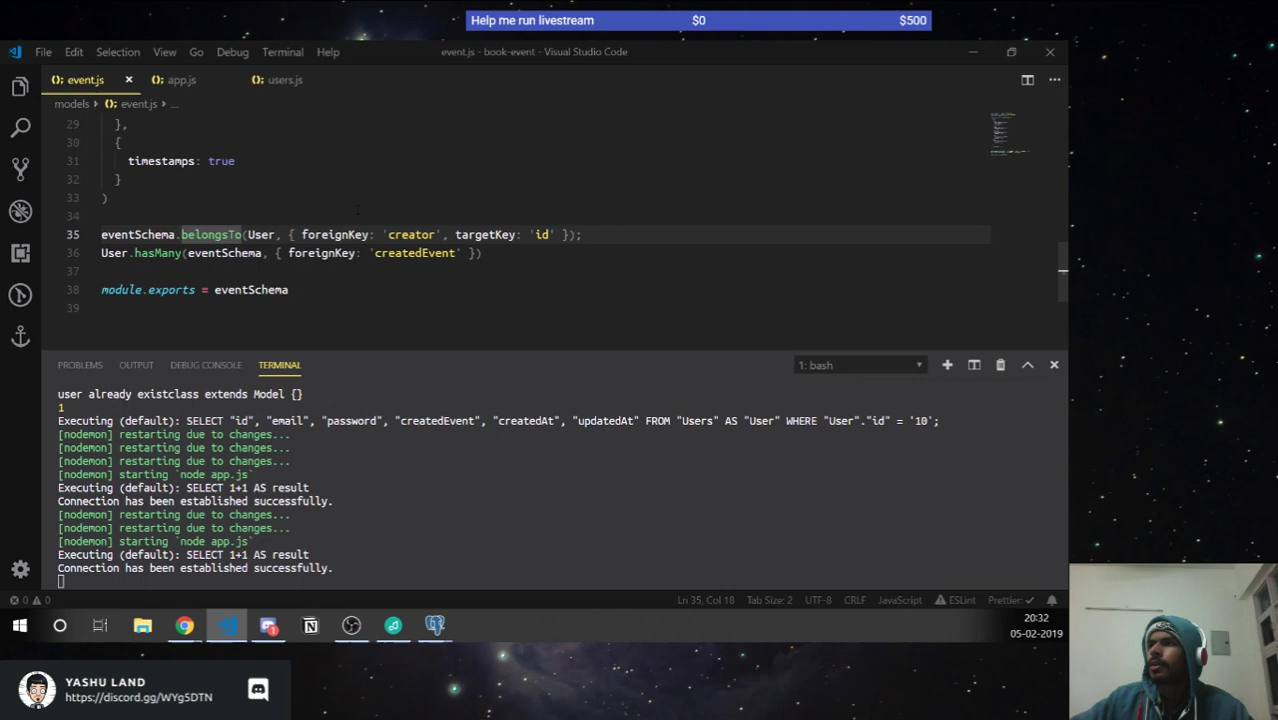 Help me run livestream $0 $500
File Edit Selection View Go Debug Terminal Help event.js - book-event - Visual Studio Code
event.js app.js users.js
models event.js ...
29 },
30 {
31 timestamps: true
32 }
33 )
34
35 eventSchema.belongsTo(User, { foreignKey: 'creator', targetKey: 'id' });
36 User.hasMany(eventSchema, { foreignKey: 'createdEvent' })
37
38 module.exports = eventSchema
39
PROBLEMS OUTPUT DEBUG CONSOLE TERMINAL 1: bash
user already existclass extends Model {}
1
Executing (default): SELECT "id", "email", "password", "createdEvent", "createdAt", "updatedAt" FROM "Users" AS "User" WHERE "User"."id" = '10';
[nodemon] restarting due to changes...
[nodemon] restarting due to changes...
[nodemon] restarting due to changes...
[nodemon] starting `node app.js`
Executing (default): SELECT 1+1 AS result
Connection has been established successfully.
[nodemon] restarting due to changes...
[nodemon] restarting due to changes...
[nodemon] starting `node app.js`
Executing (default): SELECT 1+1 AS result
Connection has been established successfully.
0 0 Ln 35, Col 18 Tab Size: 2 UTF-8 CRLF JavaScript ESLint Prettier: ✓
20:32
05-02-2019
YASHU LAND
https://discord.gg/WYg5DTN